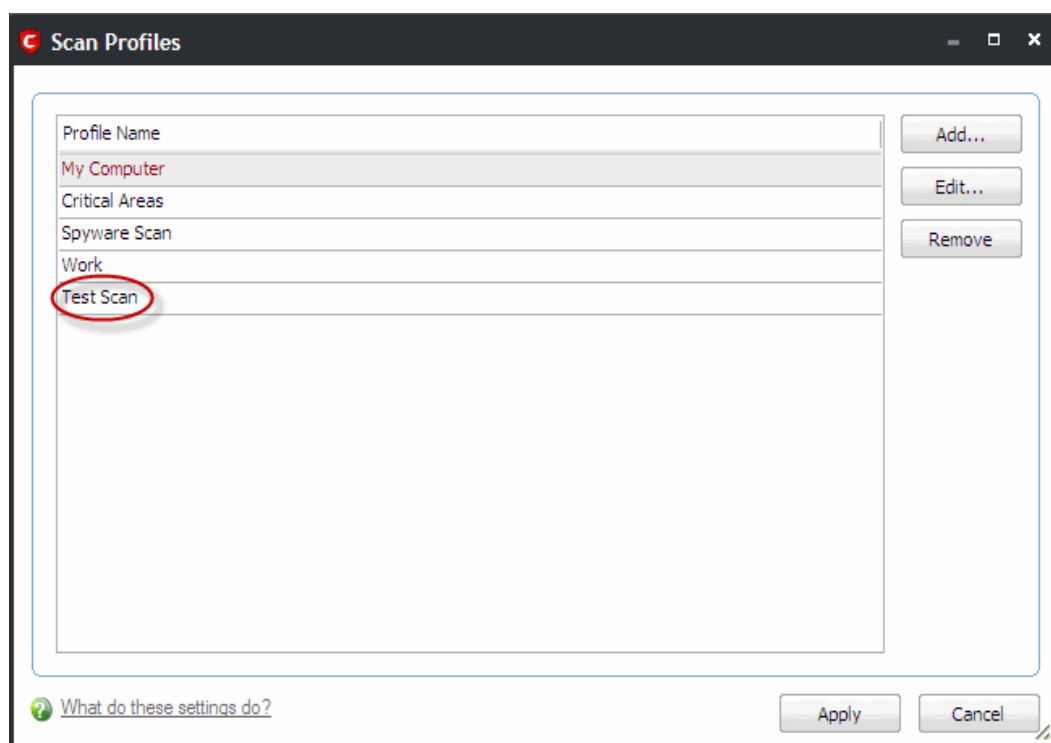 Scan Profiles
Profile Name
My Computer
Critical Areas
Spyware Scan
Work
Test Scan
Add...
Edit...
Remove
What do these settings do?
Apply
Cancel